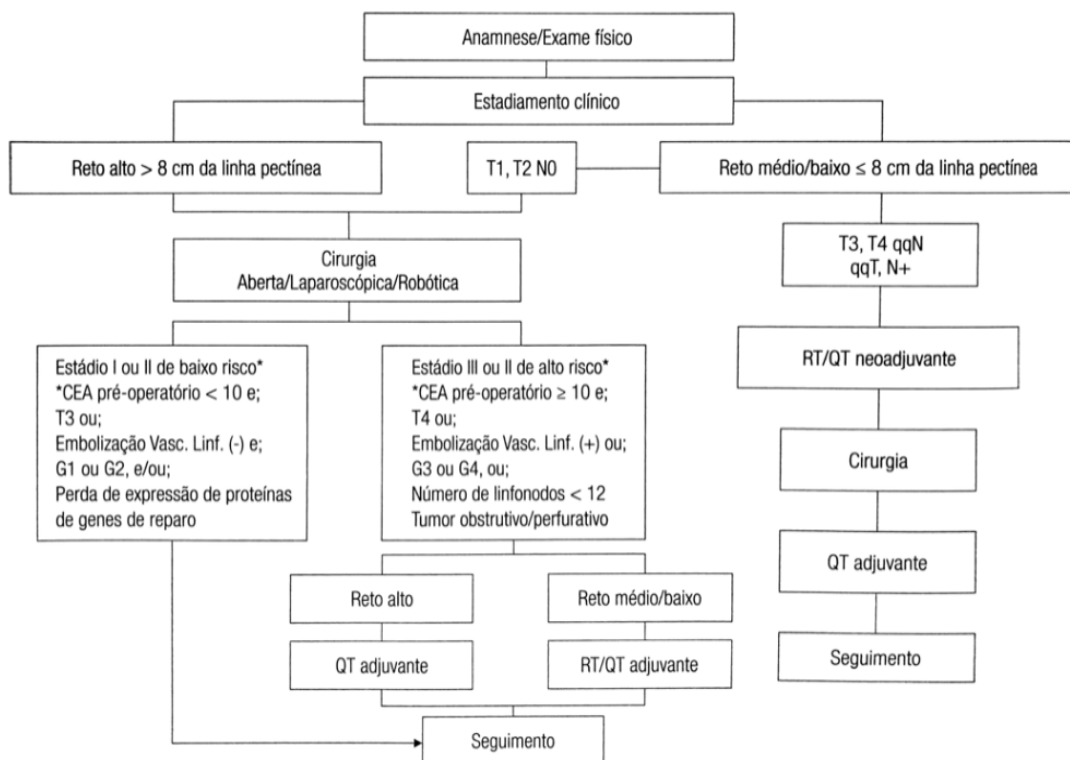 Anamnese/Exame físico
Estadiamento clínico
Reto alto > 8 cm da linha pectínea
T1, T2 N0
Reto médio/baixo ≤ 8 cm da linha pectínea
Cirurgia
Aberta/Laparoscópica/Robótica
T3, T4 qqN
qqT, N+
RT/QT neoadjuvante
Cirurgia
QT adjuvante
Seguimento
Estádio I ou II de baixo risco*
*CEA pré-operatório < 10 e;
T3 ou;
Embolização Vasc. Linf. (-) e;
G1 ou G2, e/ou;
Perda de expressão de proteínas
de genes de reparo
Estádio III ou II de alto risco*
*CEA pré-operatório ≥ 10 e;
T4 ou;
Embolização Vasc. Linf. (+) ou;
G3 ou G4, ou;
Número de linfonodos < 12
Tumor obstrutivo/perfurativo
Reto alto
Reto médio/baixo
QT adjuvante
RT/QT adjuvante
Seguimento